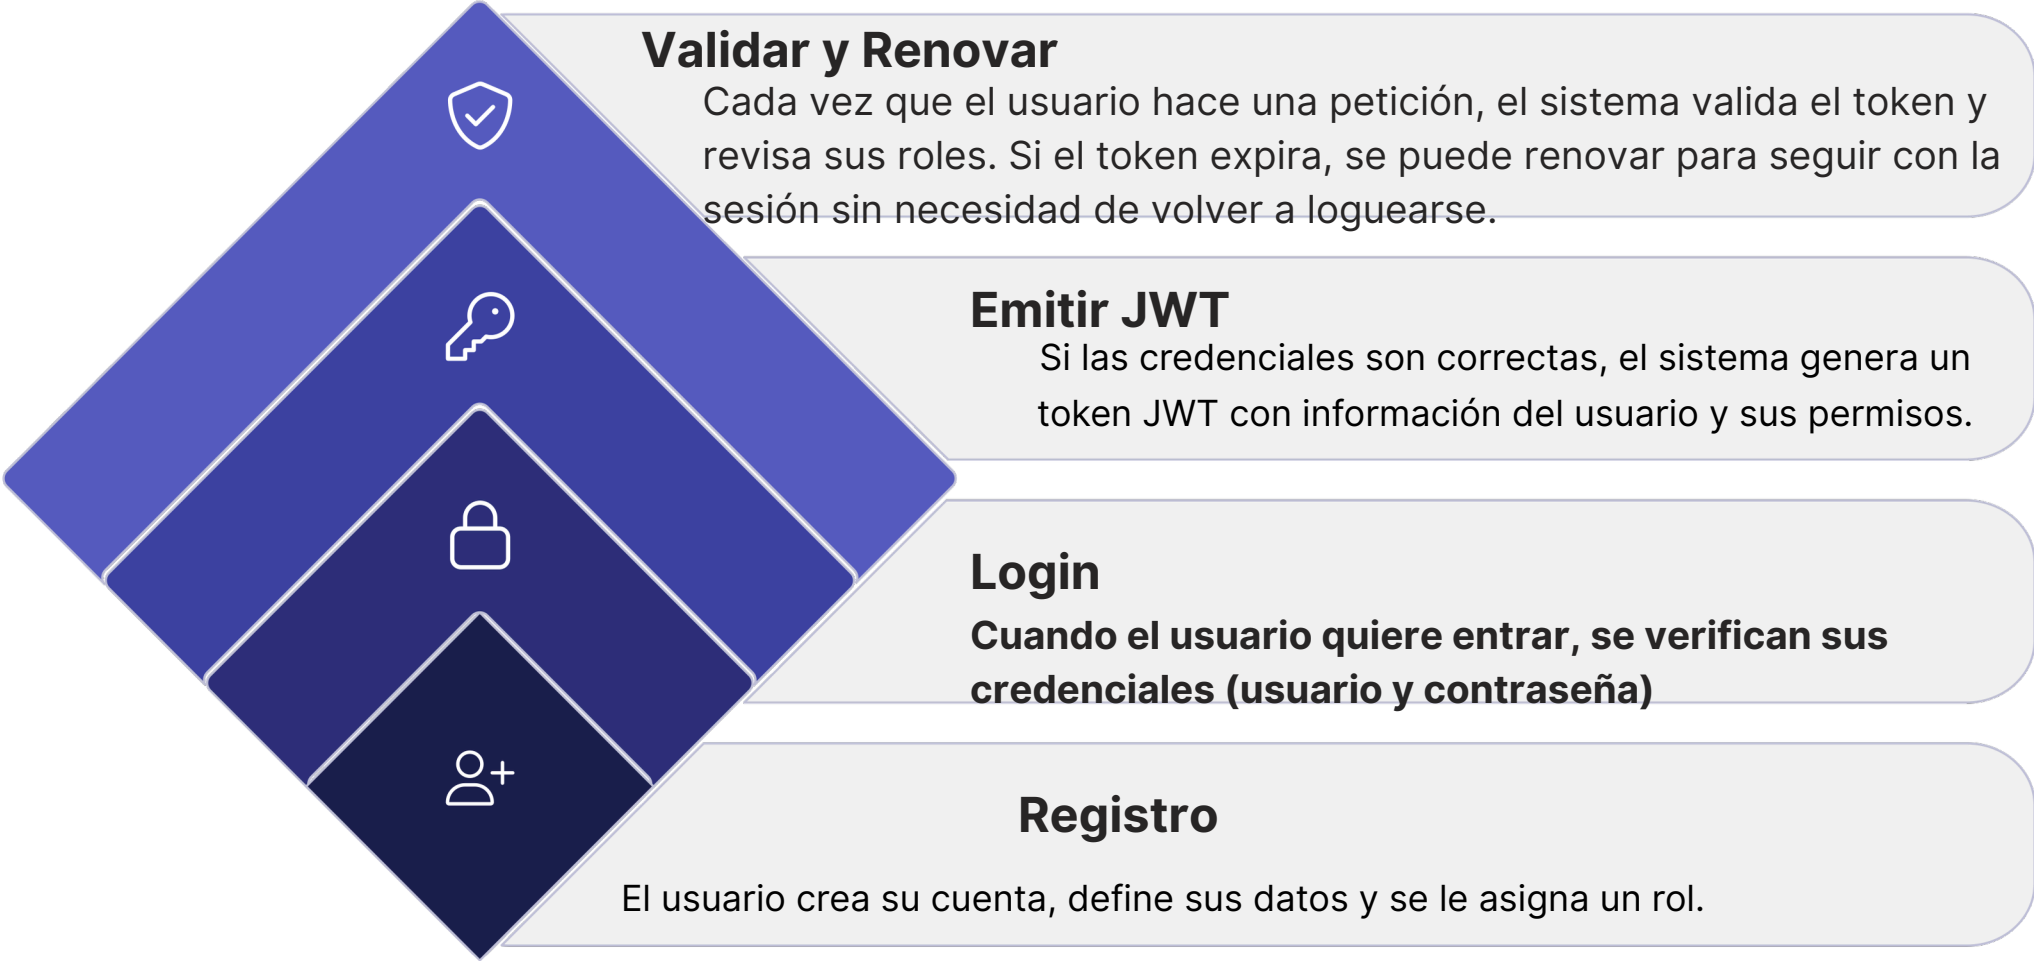 Validar y Renovar
Cada vez que el usuario hace una petición, el sistema valida el token y
revisa sus roles. Si el token expira, se puede renovar para seguir con la
sesión sin necesidad de volver a loguearse.
Emitir JWT
Si las credenciales son correctas, el sistema genera un
token JWT con información del usuario y sus permisos.
Login
Cuando el usuario quiere entrar, se verifican sus
credenciales (usuario y contraseña)
Registro
El usuario crea su cuenta, define sus datos y se le asigna un rol.